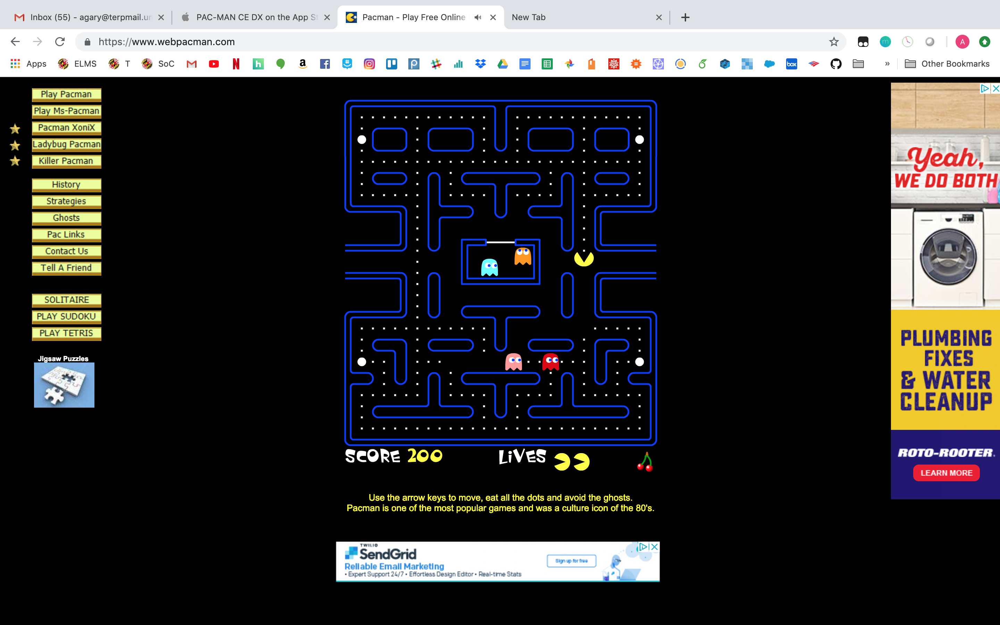 Inbox (55) - agary@terpmail.un
PAC-MAN CE DX on the App St
Pacman - Play Free Online
New Tab
https://www.webpacman.com
A
Apps
ELMS
T
SoC
box
»
Other Bookmarks
Play Pacman
Play Ms-Pacman
Pacman XoniX
Ladybug Pacman
Killer Pacman
History
Strategies
Ghosts
Pac Links
Contact Us
Tell A Friend
SOLITAIRE
PLAY SUDOKU
PLAY TETRIS
Jigsaw Puzzles
SCORE 200
LiVES
Use the arrow keys to move, eat all the dots and avoid the ghosts.
Pacman is one of the most popular games and was a culture icon of the 80's.
TWILIO
SendGrid
Reliable Email Marketing
• Expert Support 24/7 • Effortless Design Editor • Real-time Stats
Sign up for free
Yeah,
WE DO BOTH
PLUMBING
FIXES
& WATER
CLEANUP
ROTO-ROOTER.
LEARN MORE